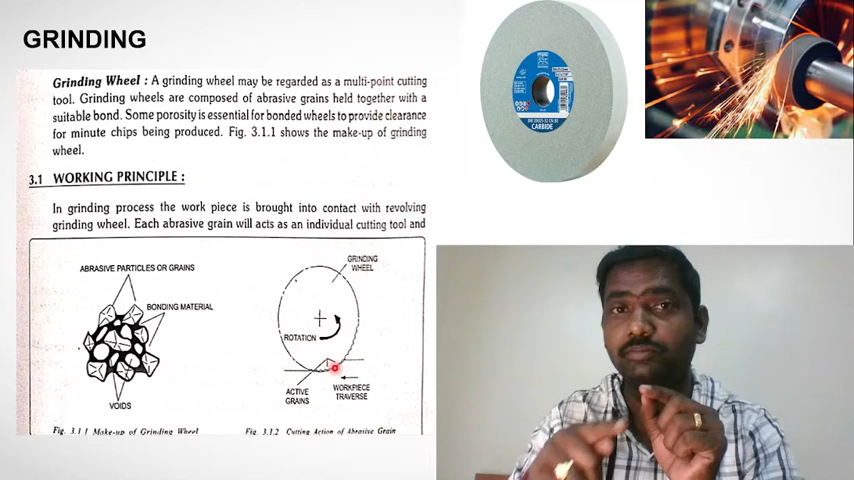 GRINDING
Grinding Wheel : A grinding wheel may be regarded as a multi-point cutting
tool. Grinding wheels are composed of abrasive grains held together with a
suitable bond. Some porosity is essential for bonded wheels to provide clearance
for minute chips being produced. Fig. 3.1.1 shows the make-up of grinding
wheel.
3.1 WORKING PRINCIPLE :
In grinding process the work piece is brought into contact with revolving
grinding wheel. Each abrasive grain will acts as an individual cutting tool and
ABRASIVE PARTICLES OR GRAINS
BONDING MATERIAL
VOIDS
Fig. 3.1.1 Make-up of Grinding Wheel
GRINDING
WHEEL
ROTATION
ACTIVE
GRAINS
WORKPIECE
TRAVERSE
Fig. 3.1.2 Cutting Action of Abrasive Grain
CARBIDE